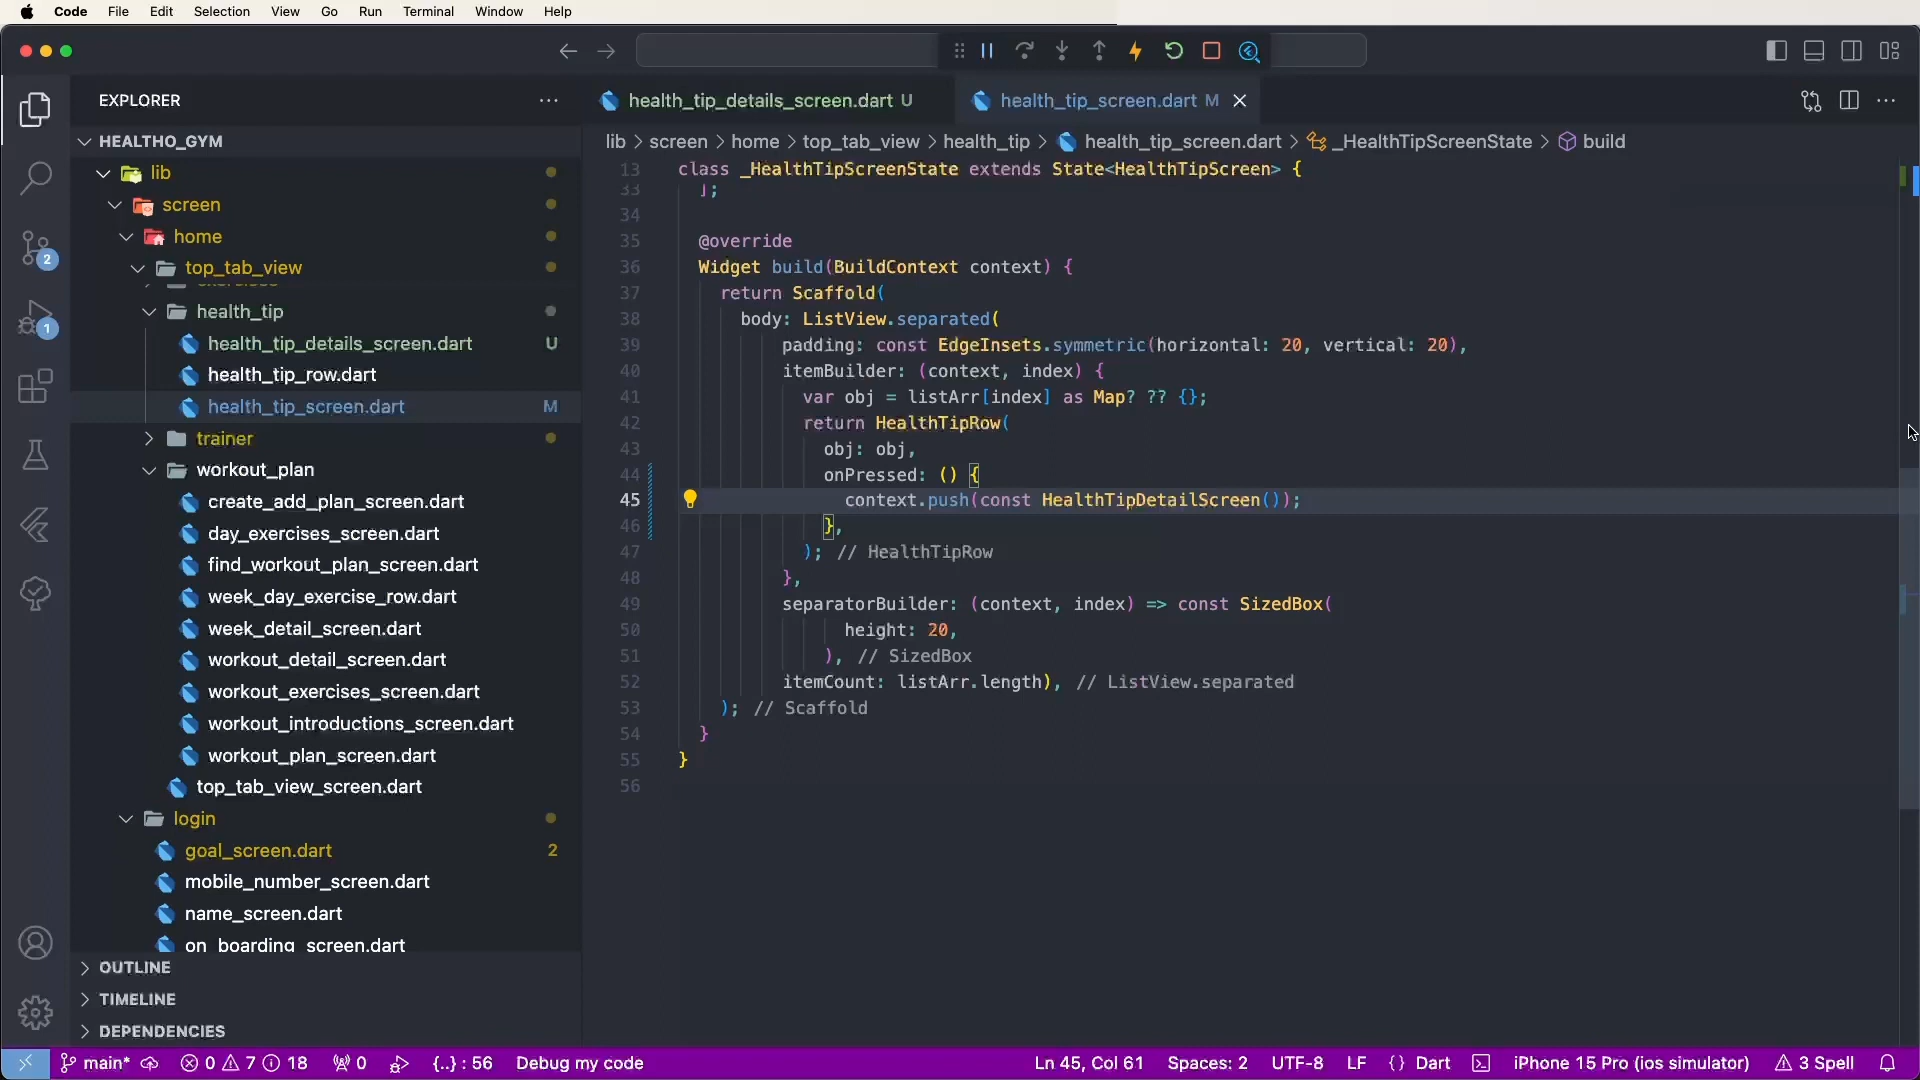 Code File Edit Selection View Go Run Terminal Window Help
EXPLORER
HEALTHO_GYM
lib
screen
home
top_tab_view
health_tip
health_tip_details_screen.dart U
health_tip_row.dart
health_tip_screen.dart M
trainer
workout_plan
create_add_plan_screen.dart
day_exercises_screen.dart
find_workout_plan_screen.dart
week_day_exercise_row.dart
week_detail_screen.dart
workout_detail_screen.dart
workout_exercises_screen.dart
workout_introductions_screen.dart
workout_plan_screen.dart
top_tab_view_screen.dart
login
goal_screen.dart 2
mobile_number_screen.dart
name_screen.dart
on_boarding_screen.dart
OUTLINE
TIMELINE
DEPENDENCIES
2
1
health_tip_details_screen.dart U
health_tip_screen.dart M
lib > screen > home > top_tab_view > health_tip > health_tip_screen.dart > _HealthTipScreenState > build
13 class _HealthTipScreenState extends State<HealthTipScreen> {
33 ];
34
35 @override
36 Widget build(BuildContext context) {
37 return Scaffold(
38 body: ListView.separated(
39 padding: const EdgeInsets.symmetric(horizontal: 20, vertical: 20),
40 itemBuilder: (context, index) {
41 var obj = listArr[index] as Map? ?? {};
42 return HealthTipRow(
43 obj: obj,
44 onPressed: () {
45 context.push(const HealthTipDetailScreen());
46 },
47 ); // HealthTipRow
48 },
49 separatorBuilder: (context, index) => const SizedBox(
50 height: 20,
51 ), // SizedBox
52 itemCount: listArr.length), // ListView.separated
53 ); // Scaffold
54 }
55 }
56
main* 0 7 18 0 {..} : 56 Debug my code Ln 45, Col 61 Spaces: 2 UTF-8 LF {} Dart iPhone 15 Pro (ios simulator) 3 Spell